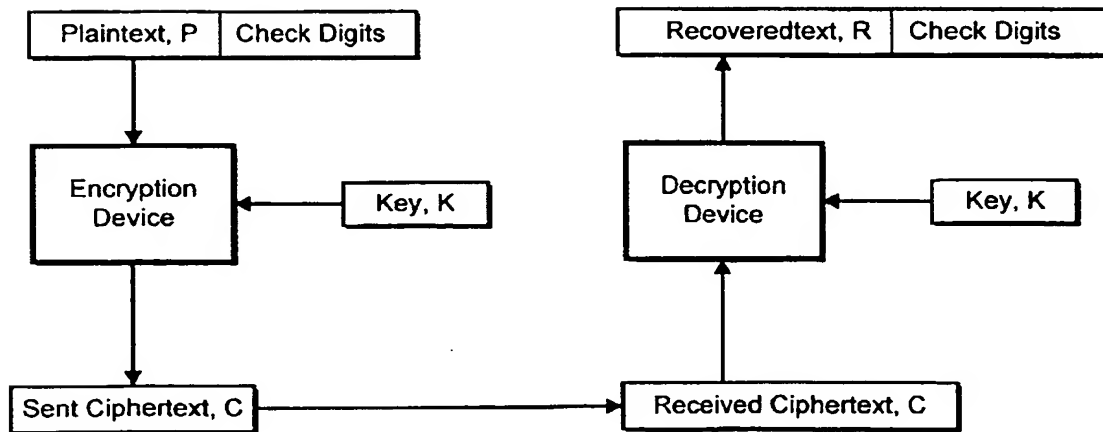 Plaintext, P Check Digits
Recoveredtext, R Check Digits
Encryption
Device
Key, K
Decryption
Device
Key, K
Sent Ciphertext, C
Received Ciphertext, C